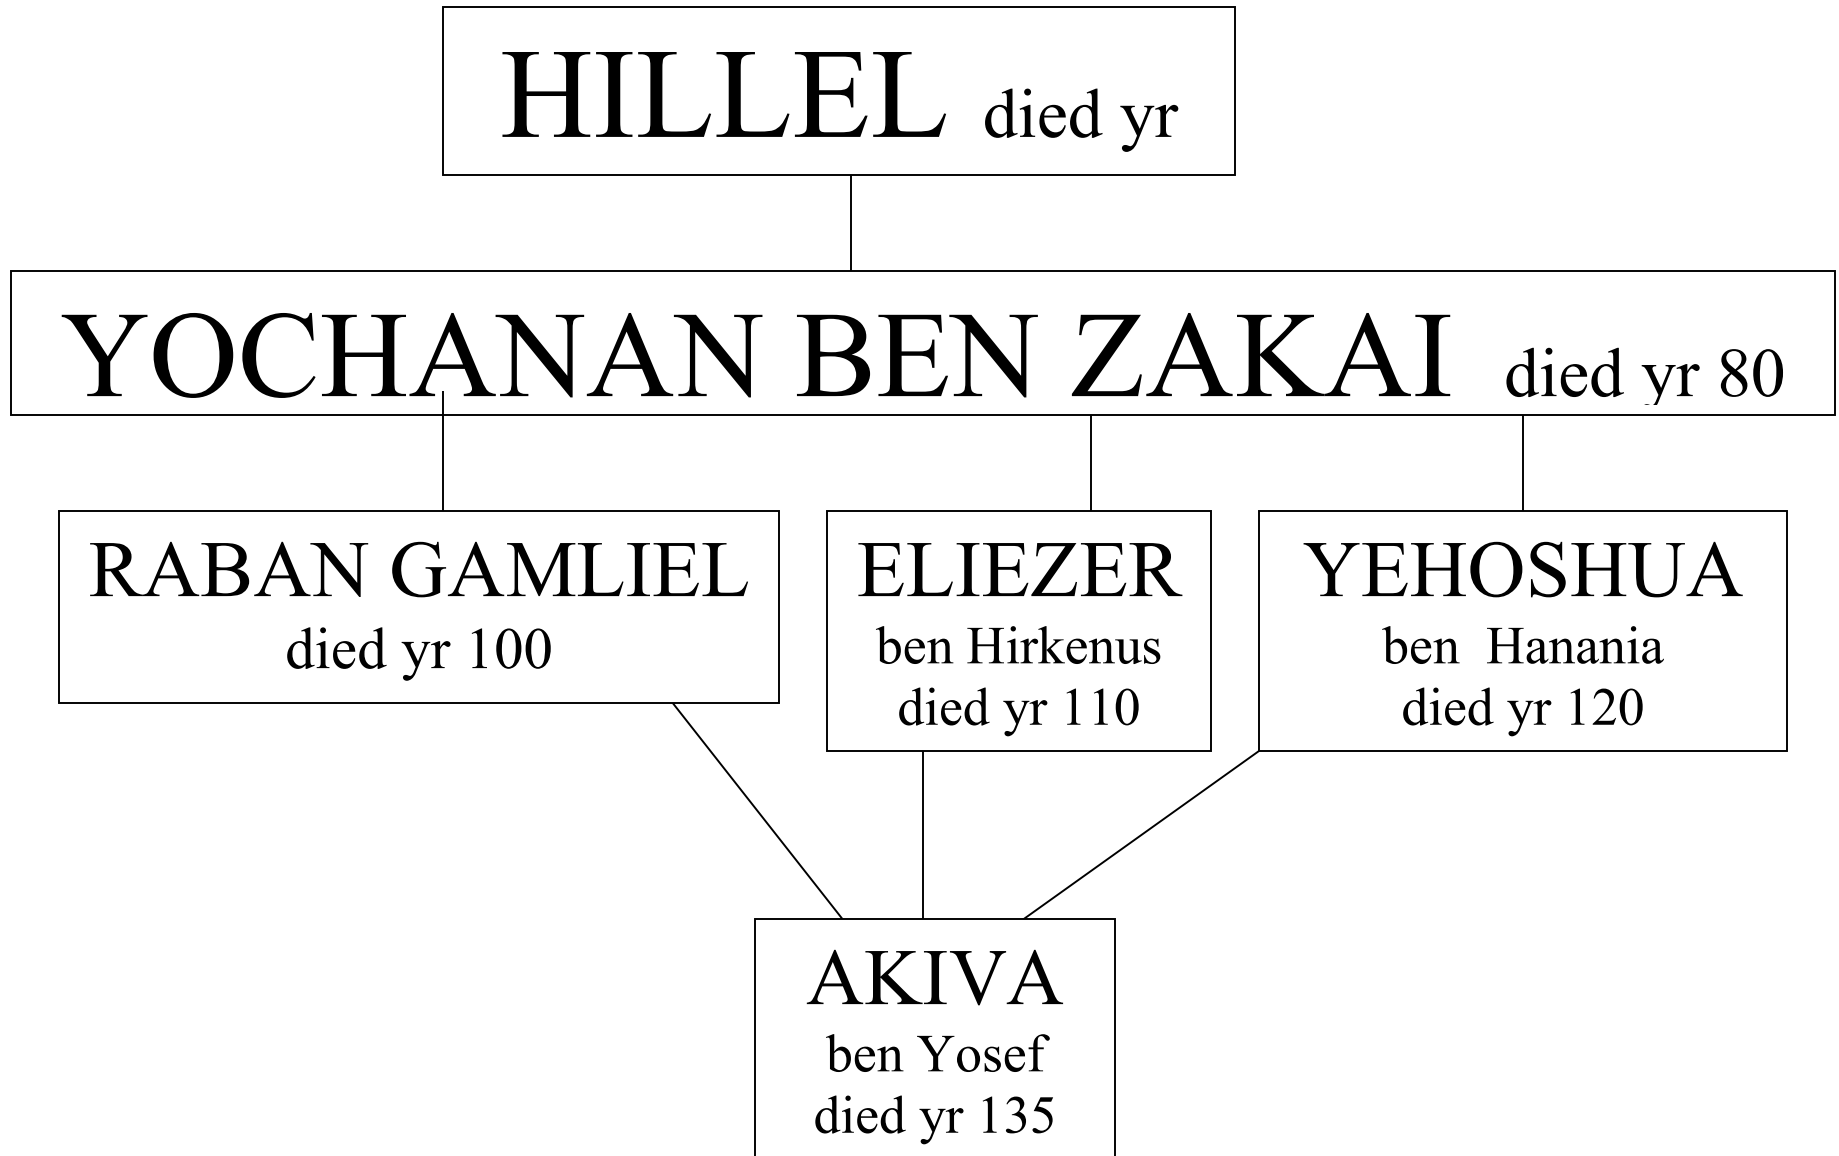 HILLEL died yr
YOCHANAN BEN ZAKAI died yr 80
RABAN GAMLIEL
died yr 100
ELIEZER
ben Hirkenus
died yr 110
YEHOSHUA
ben Hanania
died yr 120
AKIVA
ben Yosef
died yr 135